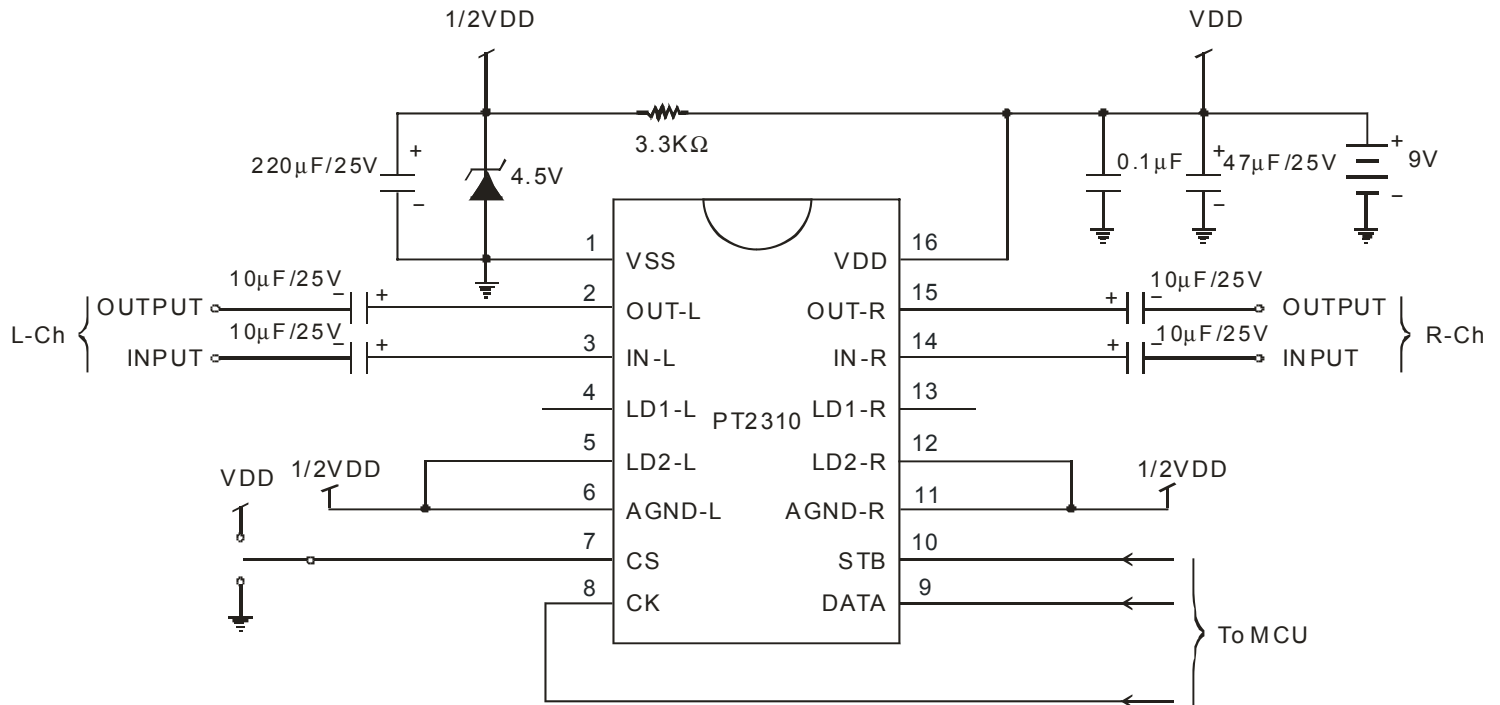 1/2VDD
VDD
3.3KΩ
220μF/25V
+
−
4.5V
0.1μF
+
47μF/25V
−
+
9V
−
1
VSS
VDD
16
10μF/25V
−
+
2
OUT-L
OUT-R
15
+
−
10μF/25V
L-Ch
OUTPUT
OUTPUT
R-Ch
10μF/25V
−
+
3
IN-L
IN-R
14
+
−
10μF/25V
INPUT
INPUT
4
LD1-L
LD1-R
13
PT2310
5
LD2-L
LD2-R
12
VDD
1/2VDD
1/2VDD
6
AGND-L
AGND-R
11
7
CS
STB
10
8
CK
DATA
9
To MCU